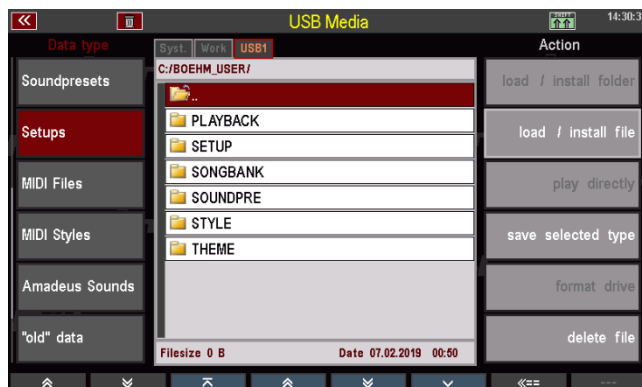 USB Media
SHIFT
14:30:3
Data type
Syst. Work USB1
Action
C:/BOEHM_USER/
Soundpresets
Setups
MIDI Files
MIDI Styles
Amadeus Sounds
"old" data
..
PLAYBACK
SETUP
SONGBANK
SOUNDPRE
STYLE
THEME
Filesize 0 B
Date 07.02.2019 00:50
load / install folder
load / install file
play directly
save selected type
format drive
delete file
«==
---